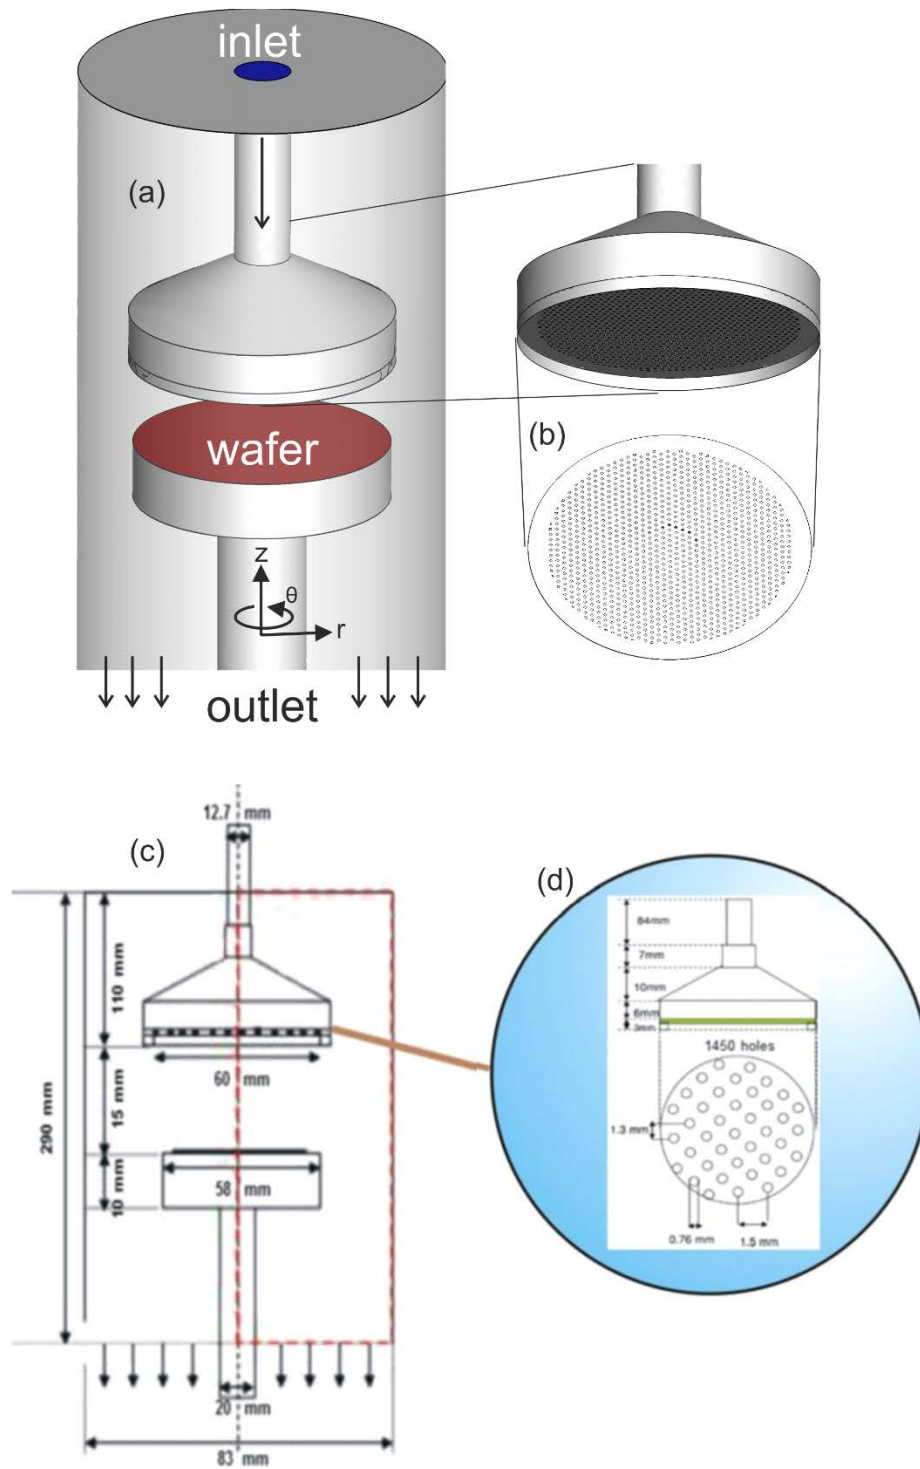 inlet
(a)
wafer
(b)
z
θ
r
outlet
12.7 mm
(c)
(d)
110 mm
60 mm
290 mm
15 mm
10 mm
58 mm
20 mm
83 mm
84mm
7mm
10mm
6mm
3mm
1450 holes
1.3 mm
0.76 mm
1.5 mm